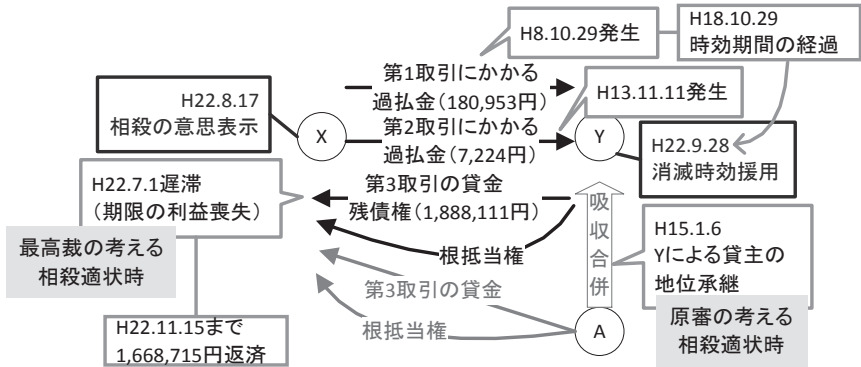 H8.10.29発生
H18.10.29
時効期間の経過
第1取引にかかる
過払金（180,953円）
H13.11.11発生
H22.8.17
相殺の意思表示
X
第2取引にかかる
過払金（7,224円）
Y
H22.9.28
消滅時効援用
H22.7.1遅滞
（期限の利益喪失）
第3取引の貸金
残債権（1,888,111円）
根抵当権
吸収合併
H15.1.6
Yによる貸主の
地位承継
最高裁の考える
相殺適状時
第3取引の貸金
根抵当権
A
原審の考える
相殺適状時
H22.11.15まで
1,668,715円返済